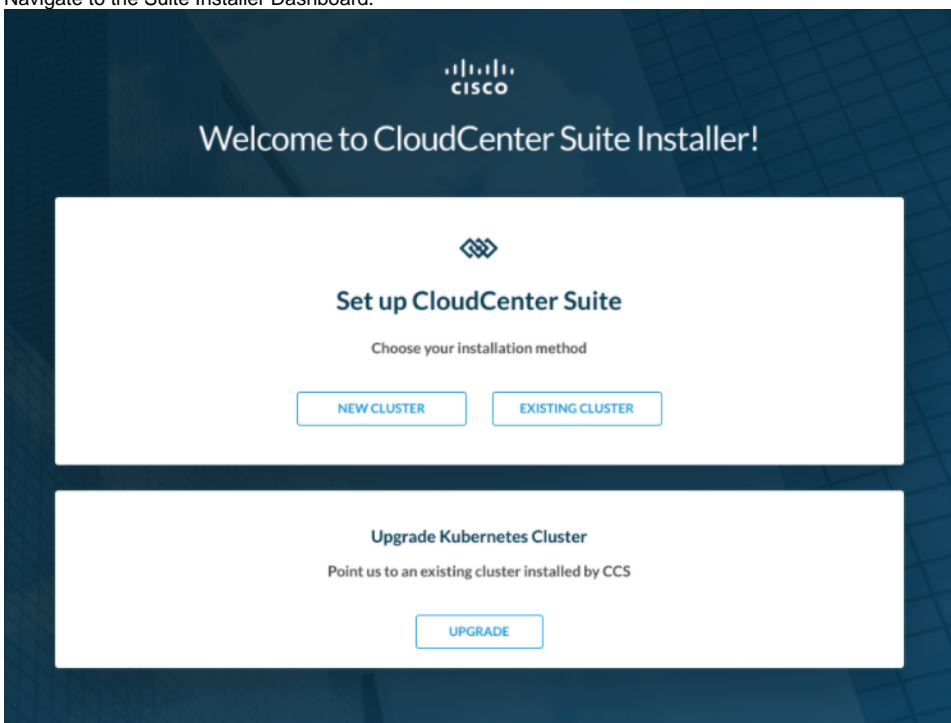 Navigate to the Suite Installer Dashboard.
CISCO
Welcome to CloudCenter Suite Installer!
Set up CloudCenter Suite
Choose your installation method
NEW CLUSTER EXISTING CLUSTER
Upgrade Kubernetes Cluster
Point us to an existing cluster installed by CCS
UPGRADE